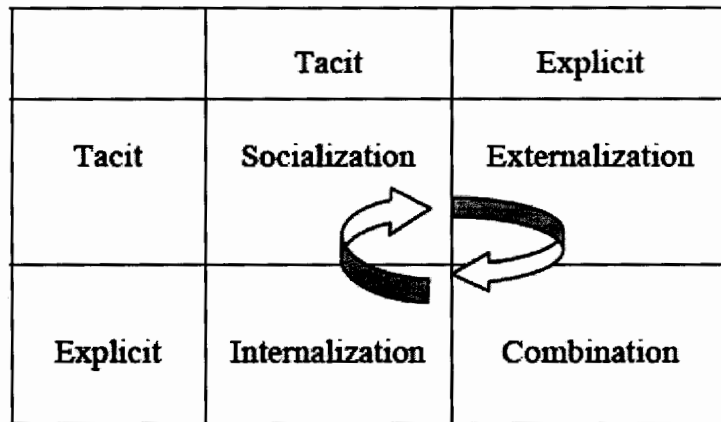 Tacit Explicit
Tacit Socialization Externalization
Explicit Internalization Combination